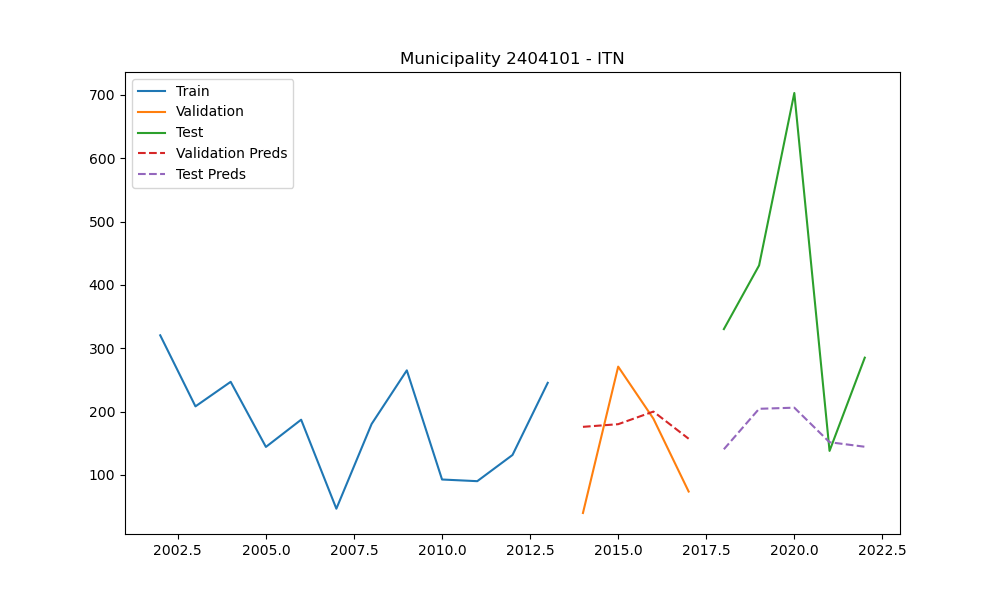 Municipality 2404101 - ITN
Train
Validation
Test
Validation Preds
Test Preds
700
600
500
400
300
200
100
2002.5 2005.0 2007.5 2010.0 2012.5 2015.0 2017.5 2020.0 2022.5